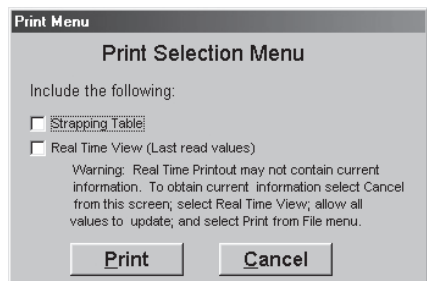 Print Menu
Print Selection Menu
Include the following:
Strapping Table
Real Time View (Last read values)
Warning: Real Time Printout may not contain current
information. To obtain current information select Cancel
from this screen; select Real Time View; allow all
values to update; and select Print from File menu.
Print Cancel